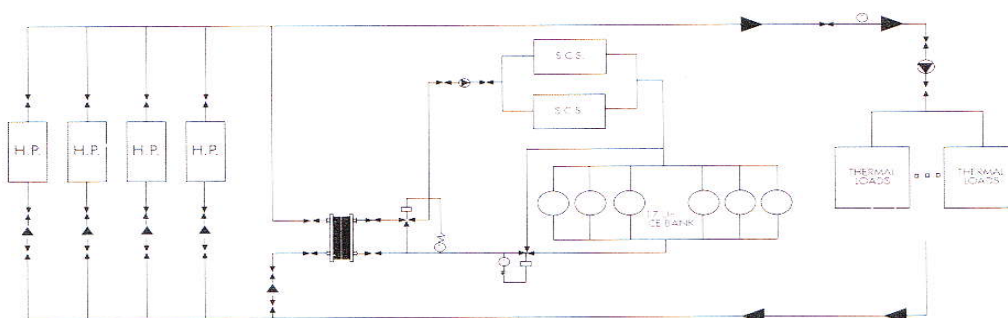 S.C.S.
S.C.S.
H.P. H.P. H.P. H.P.
THERMAL LOADS
THERMAL LOADS
ICE BANK